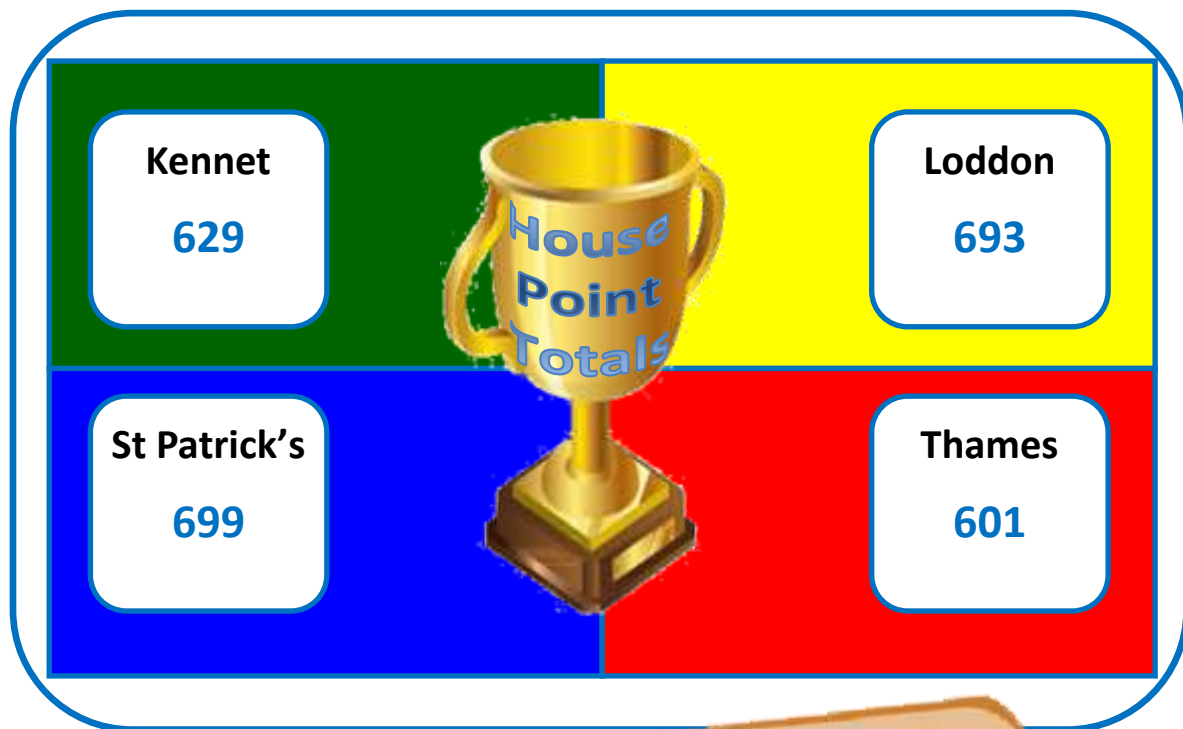 Kennet
629
Loddon
693
House
Point
Totals
St Patrick’s
699
Thames
601